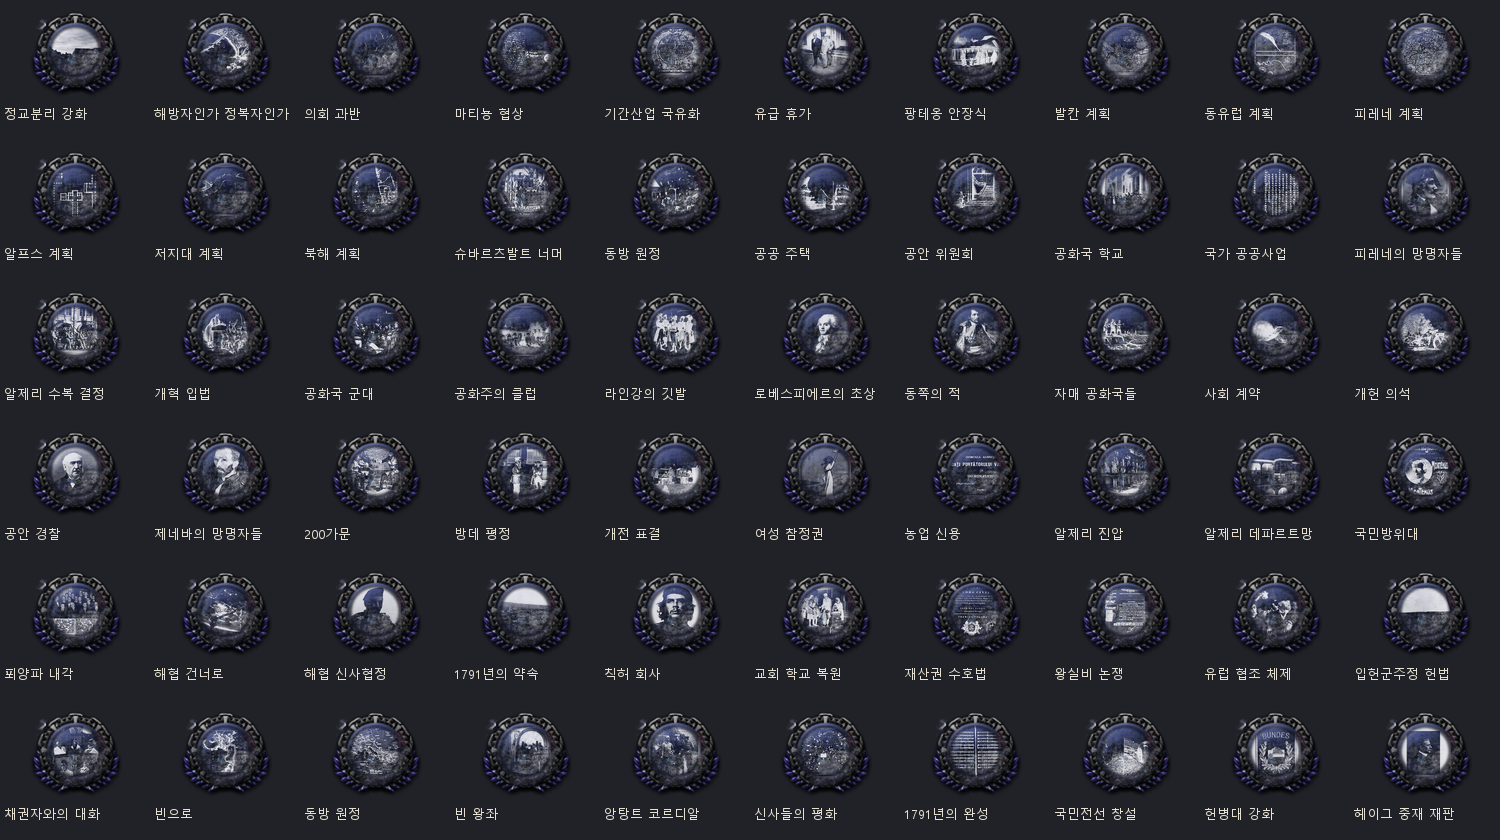 정교분리 강화
해방자인가 정복자인가
의회 과반
마티뇽 협상
기간산업 국유화
유급 휴가
팡테옹 안장식
발칸 계획
동유럽 계획
피레네 계획
알프스 계획
저지대 계획
북해 계획
슈바르츠발트 너머
동방 원정
공공 주택
공안 위원회
공화국 학교
국가 공공사업
피레네의 망명자들
알제리 수복 결정
개혁 입법
공화국 군대
공화주의 클럽
라인강의 깃발
로베스피에르의 초상
동쪽의 적
자매 공화국들
사회 계약
개헌 의석
공안 경찰
제네바의 망명자들
200가문
방데 평정
개전 표결
여성 참정권
농업 신용
알제리 진압
알제리 데파르트망
국민방위대
푀양파 내각
해협 건너로
해협 신사협정
1791년의 약속
칙허 회사
교회 학교 복원
재산권 수호법
왕실비 논쟁
유럽 협조 체제
입헌군주정 헌법
채권자와의 대화
빈으로
동방 원정
빈 왕좌
앙탕트 코르디알
신사들의 평화
1791년의 완성
국민전선 창설
BUNDES
헌병대 강화
헤이그 중재 재판